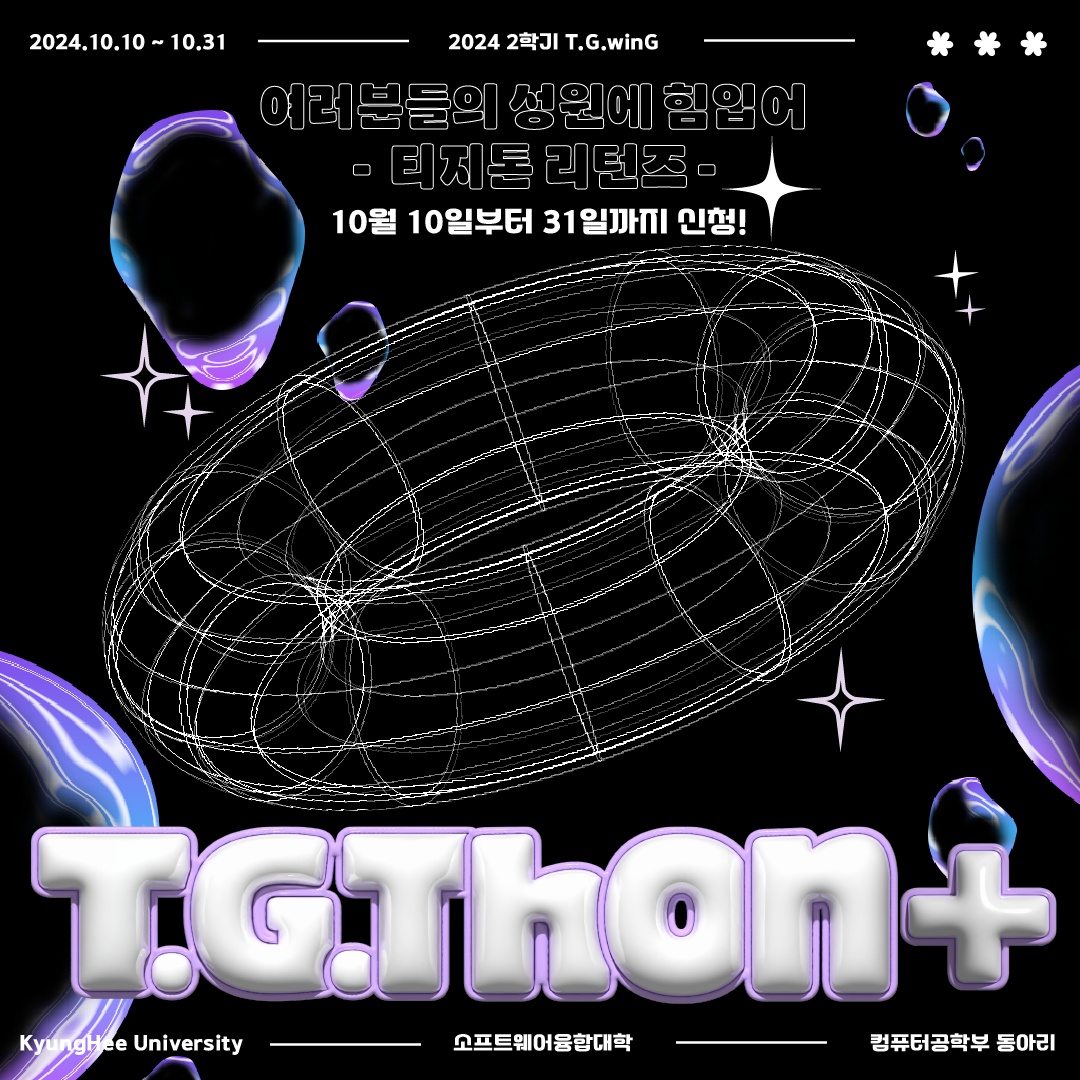 2024.10.10 ~ 10.31
2024 2학기 T.G.winG
여러분들의 성원에 힘입어
- 티지톤 리턴즈 -
10월 10일부터 31일까지 신청!
T.G.Thon+
KyungHee University
소프트웨어융합대학
컴퓨터공학부 동아리